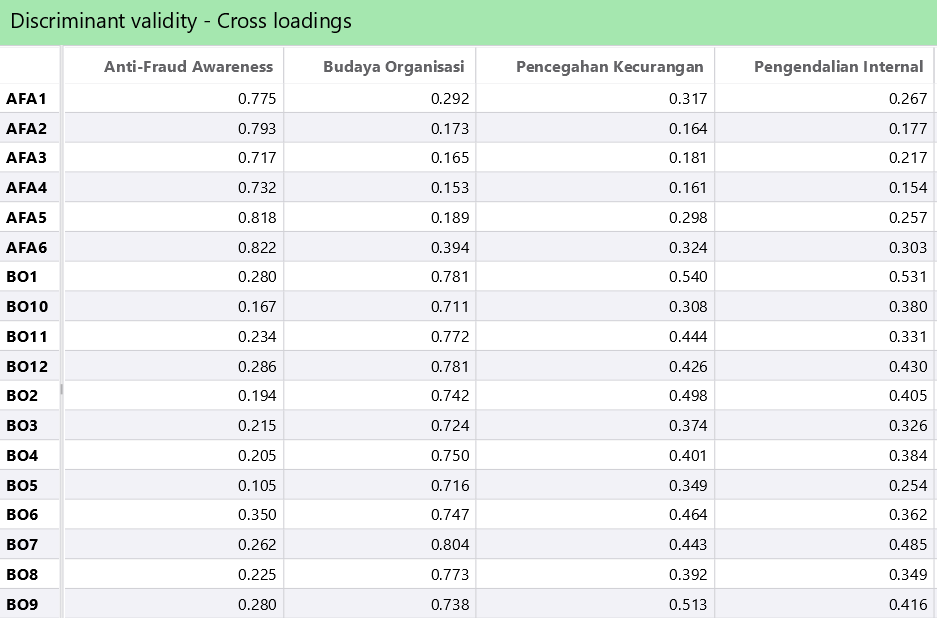 Discriminant validity - Cross loadings
Anti-Fraud Awareness Budaya Organisasi Pencegahan Kecurangan Pengendalian Internal
AFA1 0.775 0.292 0.317 0.267
AFA2 0.793 0.173 0.164 0.177
AFA3 0.717 0.165 0.181 0.217
AFA4 0.732 0.153 0.161 0.154
AFA5 0.818 0.189 0.298 0.257
AFA6 0.822 0.394 0.324 0.303
BO1 0.280 0.781 0.540 0.531
BO10 0.167 0.711 0.308 0.380
BO11 0.234 0.772 0.444 0.331
BO12 0.286 0.781 0.426 0.430
BO2 0.194 0.742 0.498 0.405
BO3 0.215 0.724 0.374 0.326
BO4 0.205 0.750 0.401 0.384
BO5 0.105 0.716 0.349 0.254
BO6 0.350 0.747 0.464 0.362
BO7 0.262 0.804 0.443 0.485
BO8 0.225 0.773 0.392 0.349
BO9 0.280 0.738 0.513 0.416